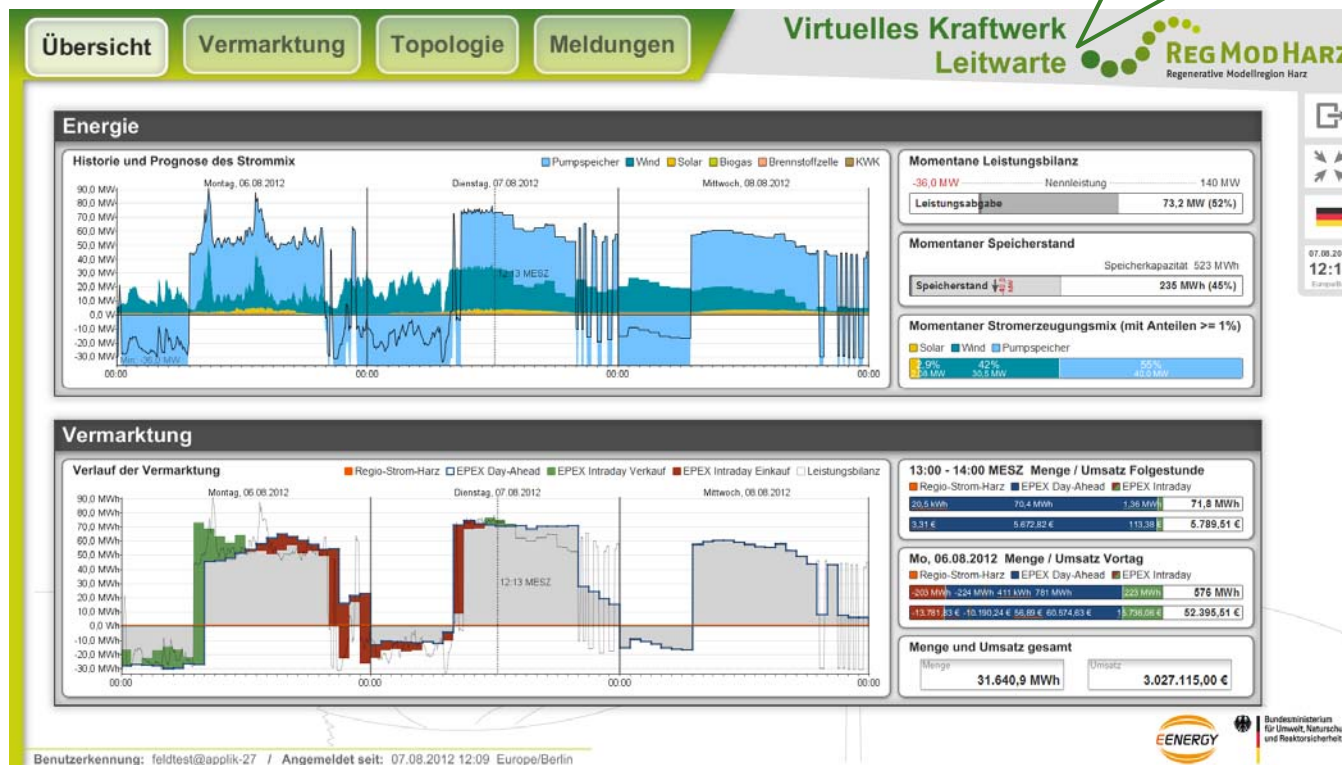 Übersicht
Vermarktung
Topologie
Meldungen
Virtuelles Kraftwerk
Leitwarte
REGMODHARZ
Regenerative Modellregion Harz
Energie
Historie und Prognose des Strommix
Pumpspeicher Wind Solar Biogas Brennstoffzelle KWK
Montag, 06.08.2012 Dienstag, 07.08.2012 Mittwoch, 08.08.2012
90,0 MW
80,0 MW
70,0 MW
60,0 MW
50,0 MW
40,0 MW
30,0 MW
20,0 MW
10,0 MW
0,0 W
-10,0 MW
-20,0 MW
-30,0 MW
12:13 MESZ
Min: -36,0 MW
00:00 00:00 00:00 00:00
Momentane Leistungsbilanz
-36,0 MW Nennleistung 140 MW
Leistungsabgabe 73,2 MW (52%)
Momentaner Speicherstand
Speicherkapazität 523 MWh
Speicherstand 235 MWh (45%)
Momentaner Stromerzeugungsmix (mit Anteilen >= 1%)
Solar Wind Pumpspeicher
2,9% 42% 55%
30,5 MW 40,0 MW
07.08.20
12:1
Vermarktung
Verlauf der Vermarktung
Regio-Strom-Harz EPEX Day-Ahead EPEX Intraday Verkauf EPEX Intraday Einkauf Leistungsbilanz
Montag, 06.08.2012 Dienstag, 07.08.2012 Mittwoch, 08.08.2012
90,0 MWh
80,0 MWh
70,0 MWh
60,0 MWh
50,0 MWh
40,0 MWh
30,0 MWh
20,0 MWh
10,0 MWh
0,0 Wh
-10,0 MWh
-20,0 MWh
-30,0 MWh
12:13 MESZ
00:00 00:00 00:00 00:00
13:00 - 14:00 MESZ Menge / Umsatz Folgestunde
Regio-Strom-Harz EPEX Day-Ahead EPEX Intraday
20,5 kWh 70,4 MWh 1,36 MWh 71,8 MWh
3,31 € 5.672,82 € 113,38 € 5.789,51 €
Mo, 06.08.2012 Menge / Umsatz Vortag
Regio-Strom-Harz EPEX Day-Ahead EPEX Intraday
-203 MWh -224 MWh 411 kWh 781 MWh 223 MWh 576 MWh
-13.781,83 € -10.190,24 € 56,89 € 60.574,63 € 15.736,06 € 52.395,51 €
Menge und Umsatz gesamt
Menge Umsatz
31.640,9 MWh 3.027.115,00 €
EENERGY
Bundesministerium
für Umwelt, Naturschu
und Reaktorsicherheit
Benutzerkennung: feldtest@applik-27 / Angemeldet seit: 07.08.2012 12:09 Europe/Berlin